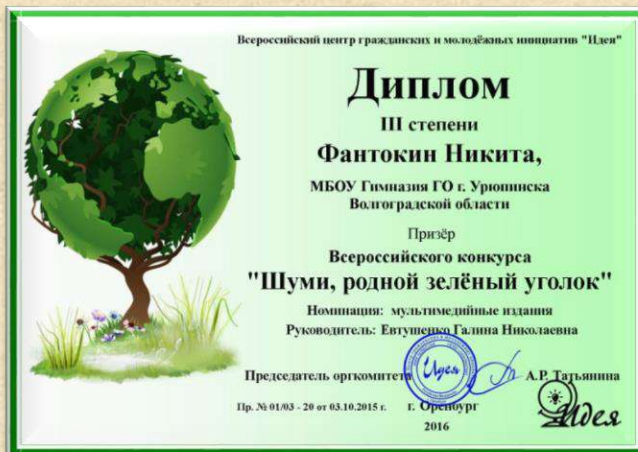 Всероссийский центр гражданских и молодёжных инициатив "Идея"
Диплом
III степени
Фантокин Никита,
МБОУ Гимназия ГО г. Урюпинска
Волгоградской области
Призёр
Всероссийского конкурса
"Шуми, родной зелёный уголок"
Номинация: мультимедийные издания
Руководитель: Евтушенко Галина Николаевна
Председатель оргкомитета А.Р. Татьянина
Идея
Пр. № 01/03 - 20 от 03.10.2015 г. г. Оренбург
2016
Идея